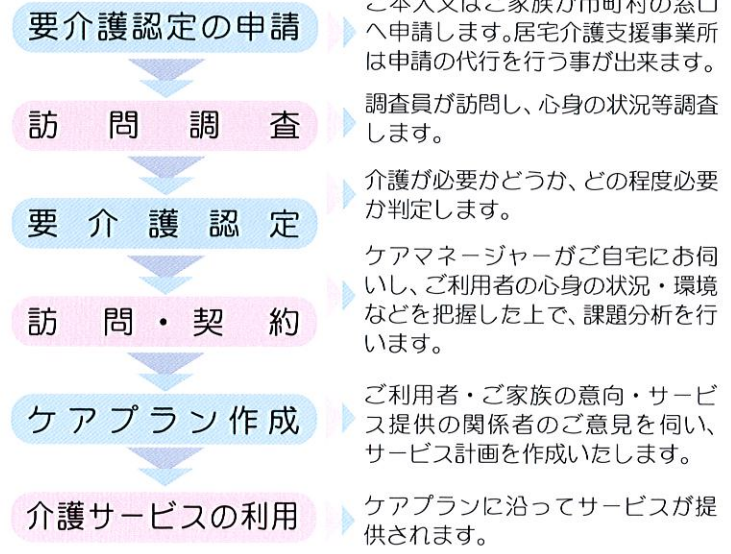 要介護認定の申請
ご本人又はご家族が市町村の窓口
へ申請します。居宅介護支援事業所
は申請の代行を行う事が出来ます。
訪問調査
調査員が訪問し、心身の状況等調査
します。
要介護認定
介護が必要かどうか、どの程度必要
か判定します。
訪問・契約
ケアマネージャーがご自宅にお伺
いし、ご利用者の心身の状況・環境
などを把握した上で、課題分析を行
います。
ケアプラン作成
ご利用者・ご家族の意向・サービ
ス提供の関係者のご意見を伺い、
サービス計画を作成いたします。
介護サービスの利用
ケアプランに沿ってサービスが提
供されます。